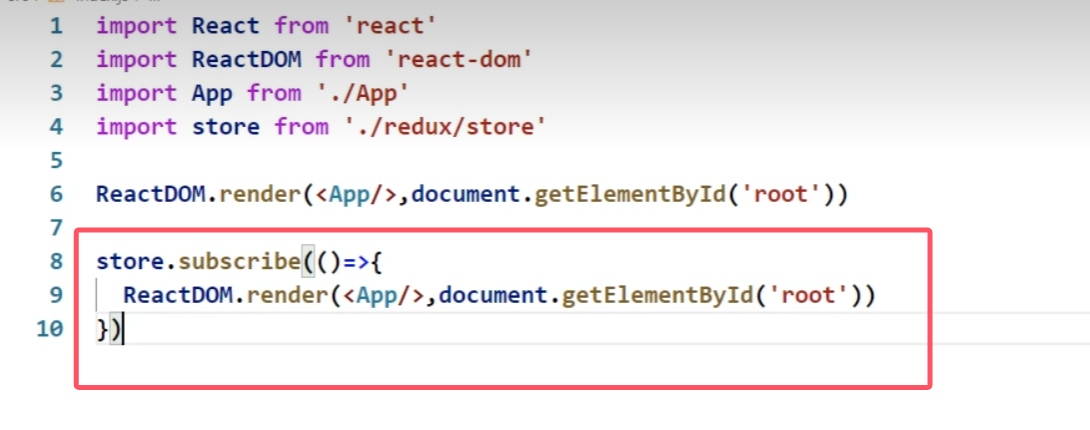 1 import React from 'react'
2 import ReactDOM from 'react-dom'
3 import App from './App'
4 import store from './redux/store'
5
6 ReactDOM.render(<App/>,document.getElementById('root'))
7
8 store.subscribe(()=>{
9   ReactDOM.render(<App/>,document.getElementById('root'))
10 })